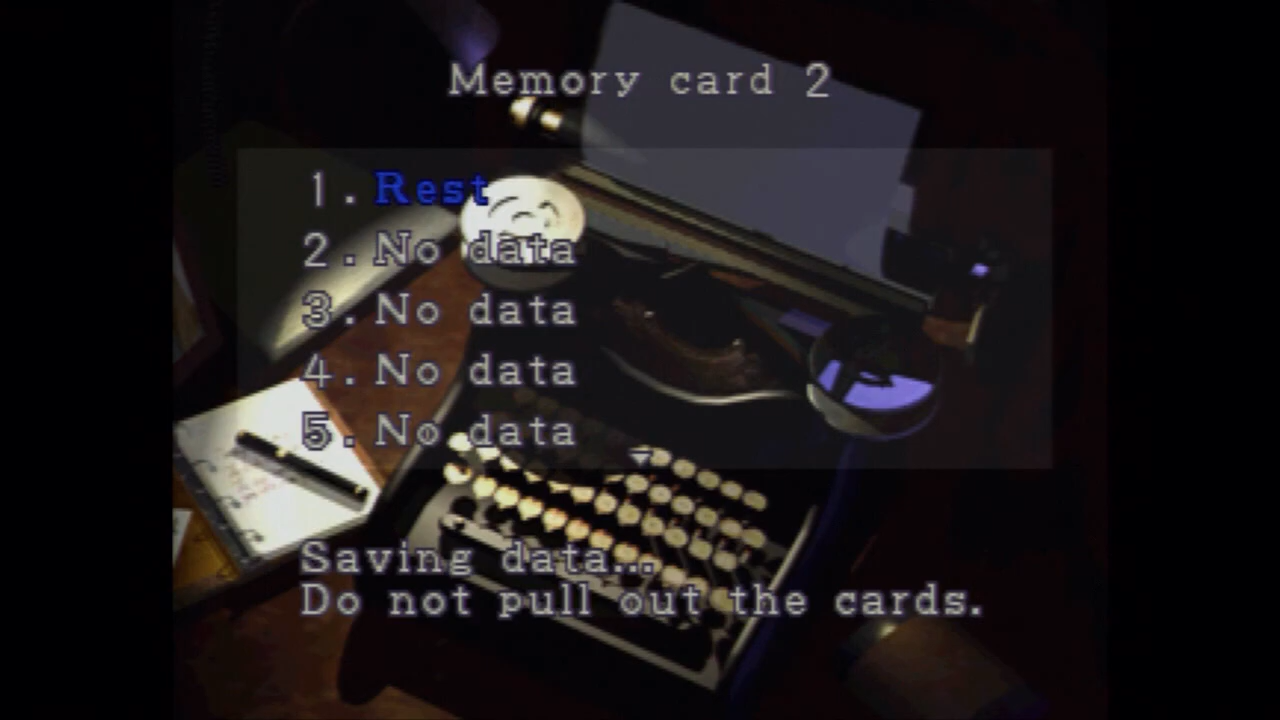 Memory card 2
1. Rest
2. No data
3. No data
4. No data
5. No data
Saving data...
Do not pull out the cards.